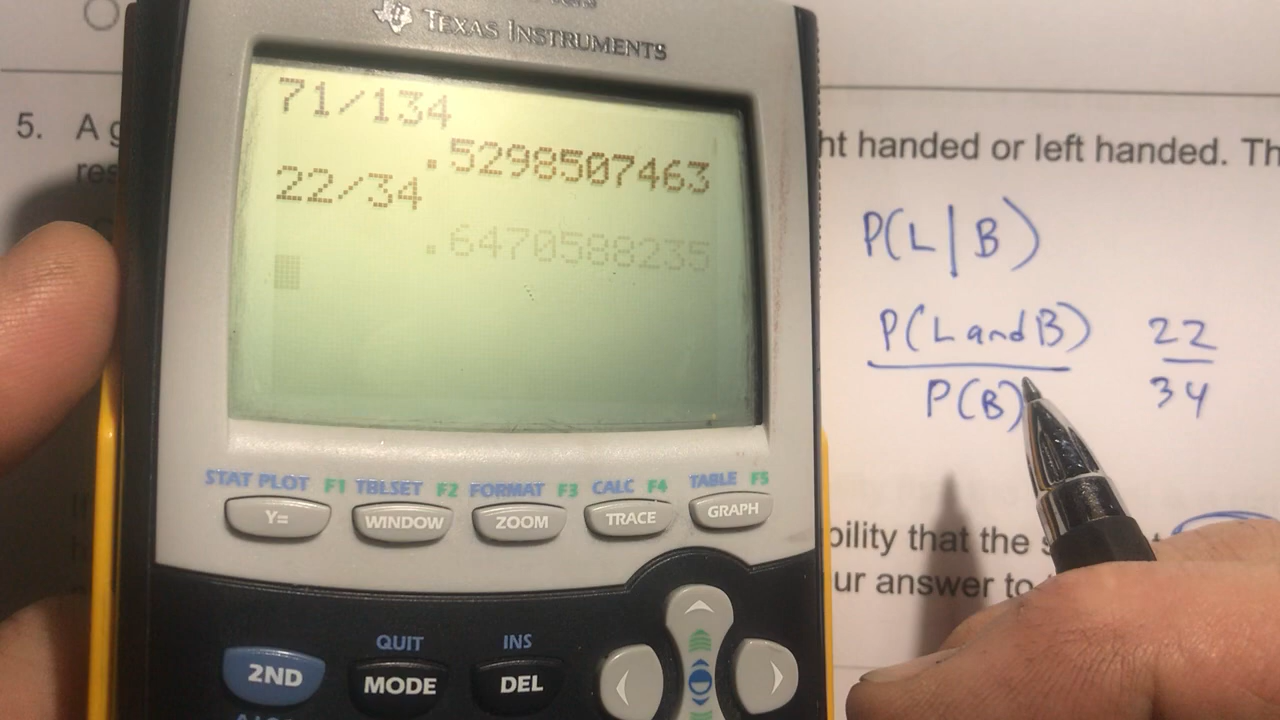 TEXAS INSTRUMENTS
71/134
.5298507463
22/34
.6470588235
5. A
handed or left handed. Th
res
P(L|B)
P(L and B) 22
P(B) 34
STAT PLOT F1 TBLSET F2 FORMAT F3 CALC F4 TABLE F5
Y= WINDOW ZOOM TRACE GRAPH
bility that the
ur answer to
QUIT INS
2ND MODE DEL